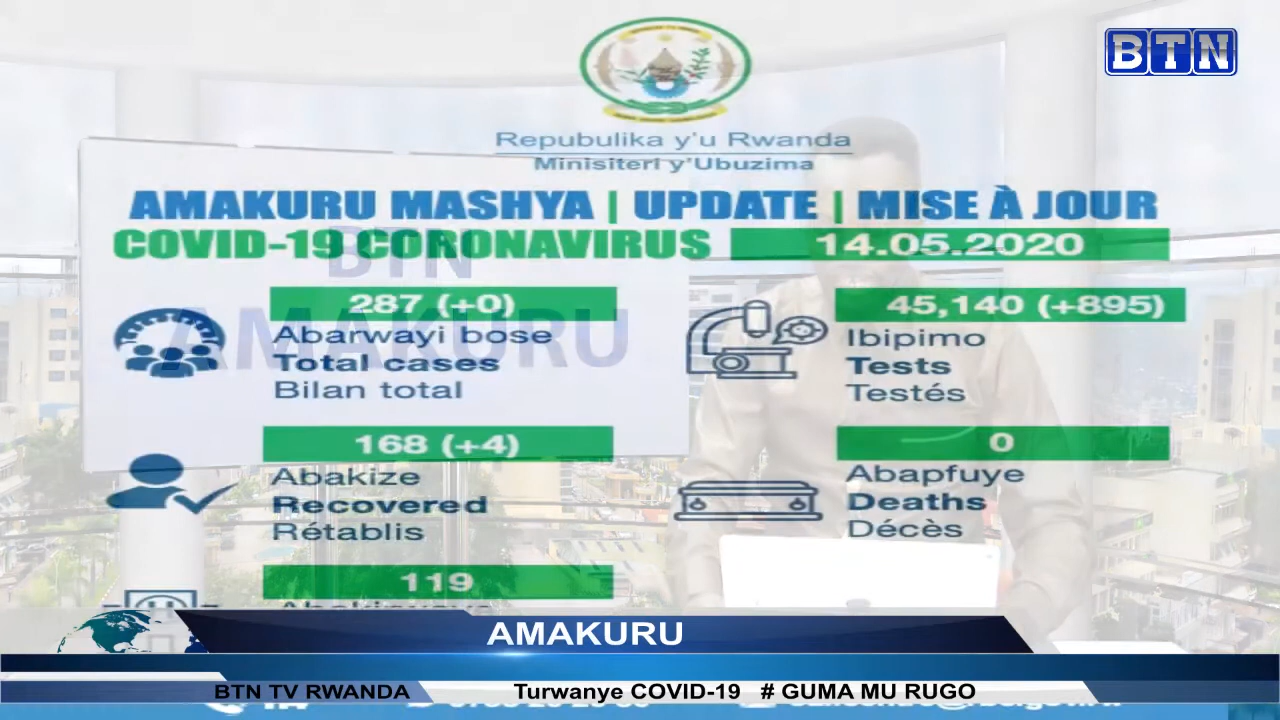 BTN
Repubulika y'u Rwanda
Minisiteri y'Ubuzima
AMAKURU MASHYA | UPDATE | MISE À JOUR
COVID-19 CORONAVIRUS
14.05.2020
BTN
AMAKURU
287 (+0)
Abarwayi bose
Total cases
Bilan total
45,140 (+895)
Ibipimo
Tests
Testés
168 (+4)
Abakize
Recovered
Rétablis
0
Abapfuye
Deaths
Décès
119
AMAKURU
BTN TV RWANDA
Turwanye COVID-19 # GUMA MU RUGO